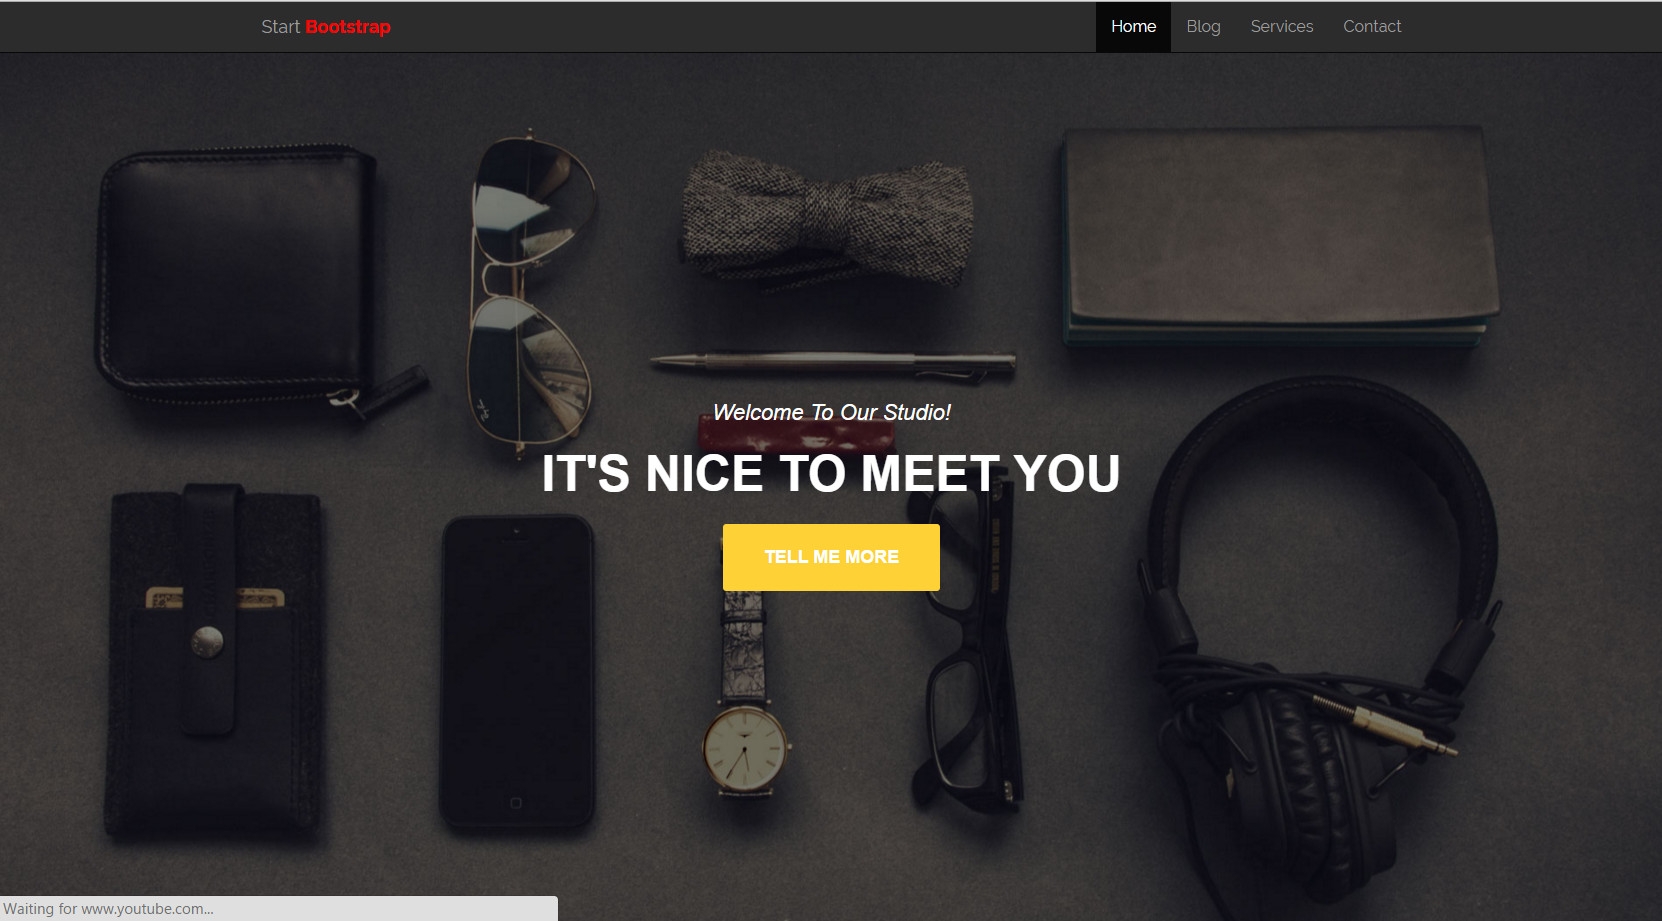 Start Bootstrap
Home Blog Services Contact
Welcome To Our Studio!
IT'S NICE TO MEET YOU
TELL ME MORE
Waiting for www.youtube.com...